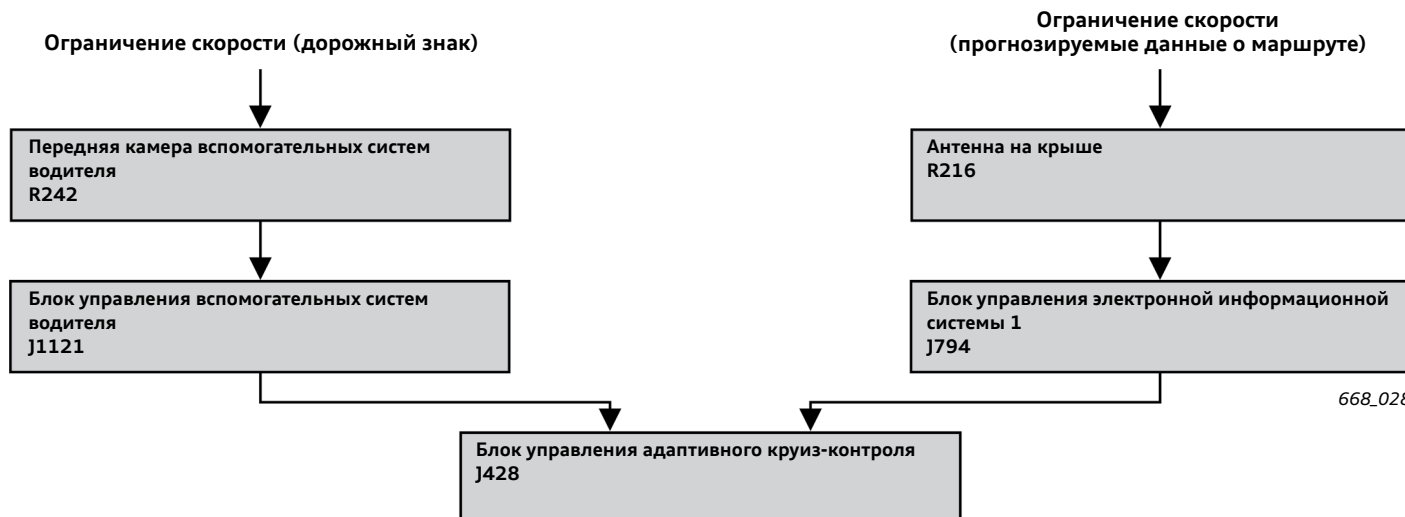 Ограничение скорости (дорожный знак)
Ограничение скорости
(прогнозируемые данные о маршруте)
Передняя камера вспомогательных систем
водителя
R242
Антенна на крыше
R216
Блок управления вспомогательных систем
водителя
J1121
Блок управления электронной информационной
системы 1
J794
668_028
Блок управления адаптивного круиз-контроля
J428